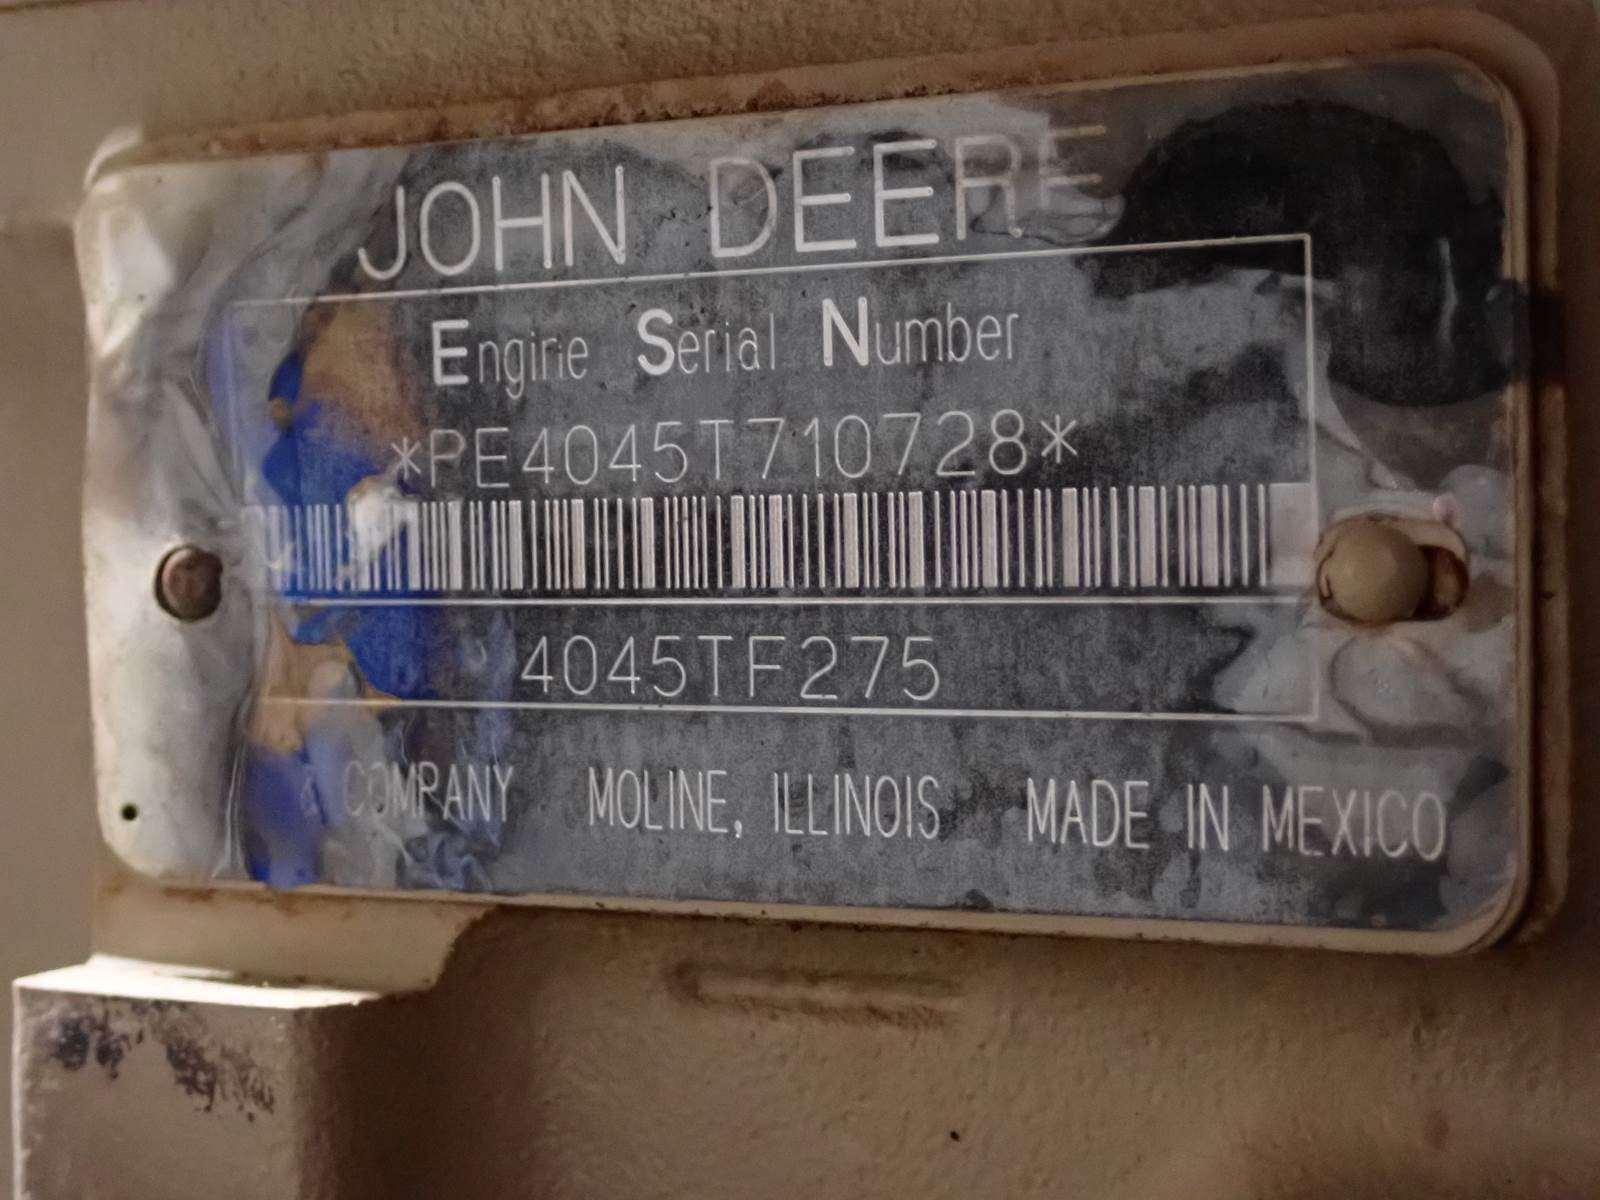 JOHN DEERE
Engine Serial Number
*PE4045T710728*
4045TF275
& COMPANY MOLINE, ILLINOIS MADE IN MEXICO